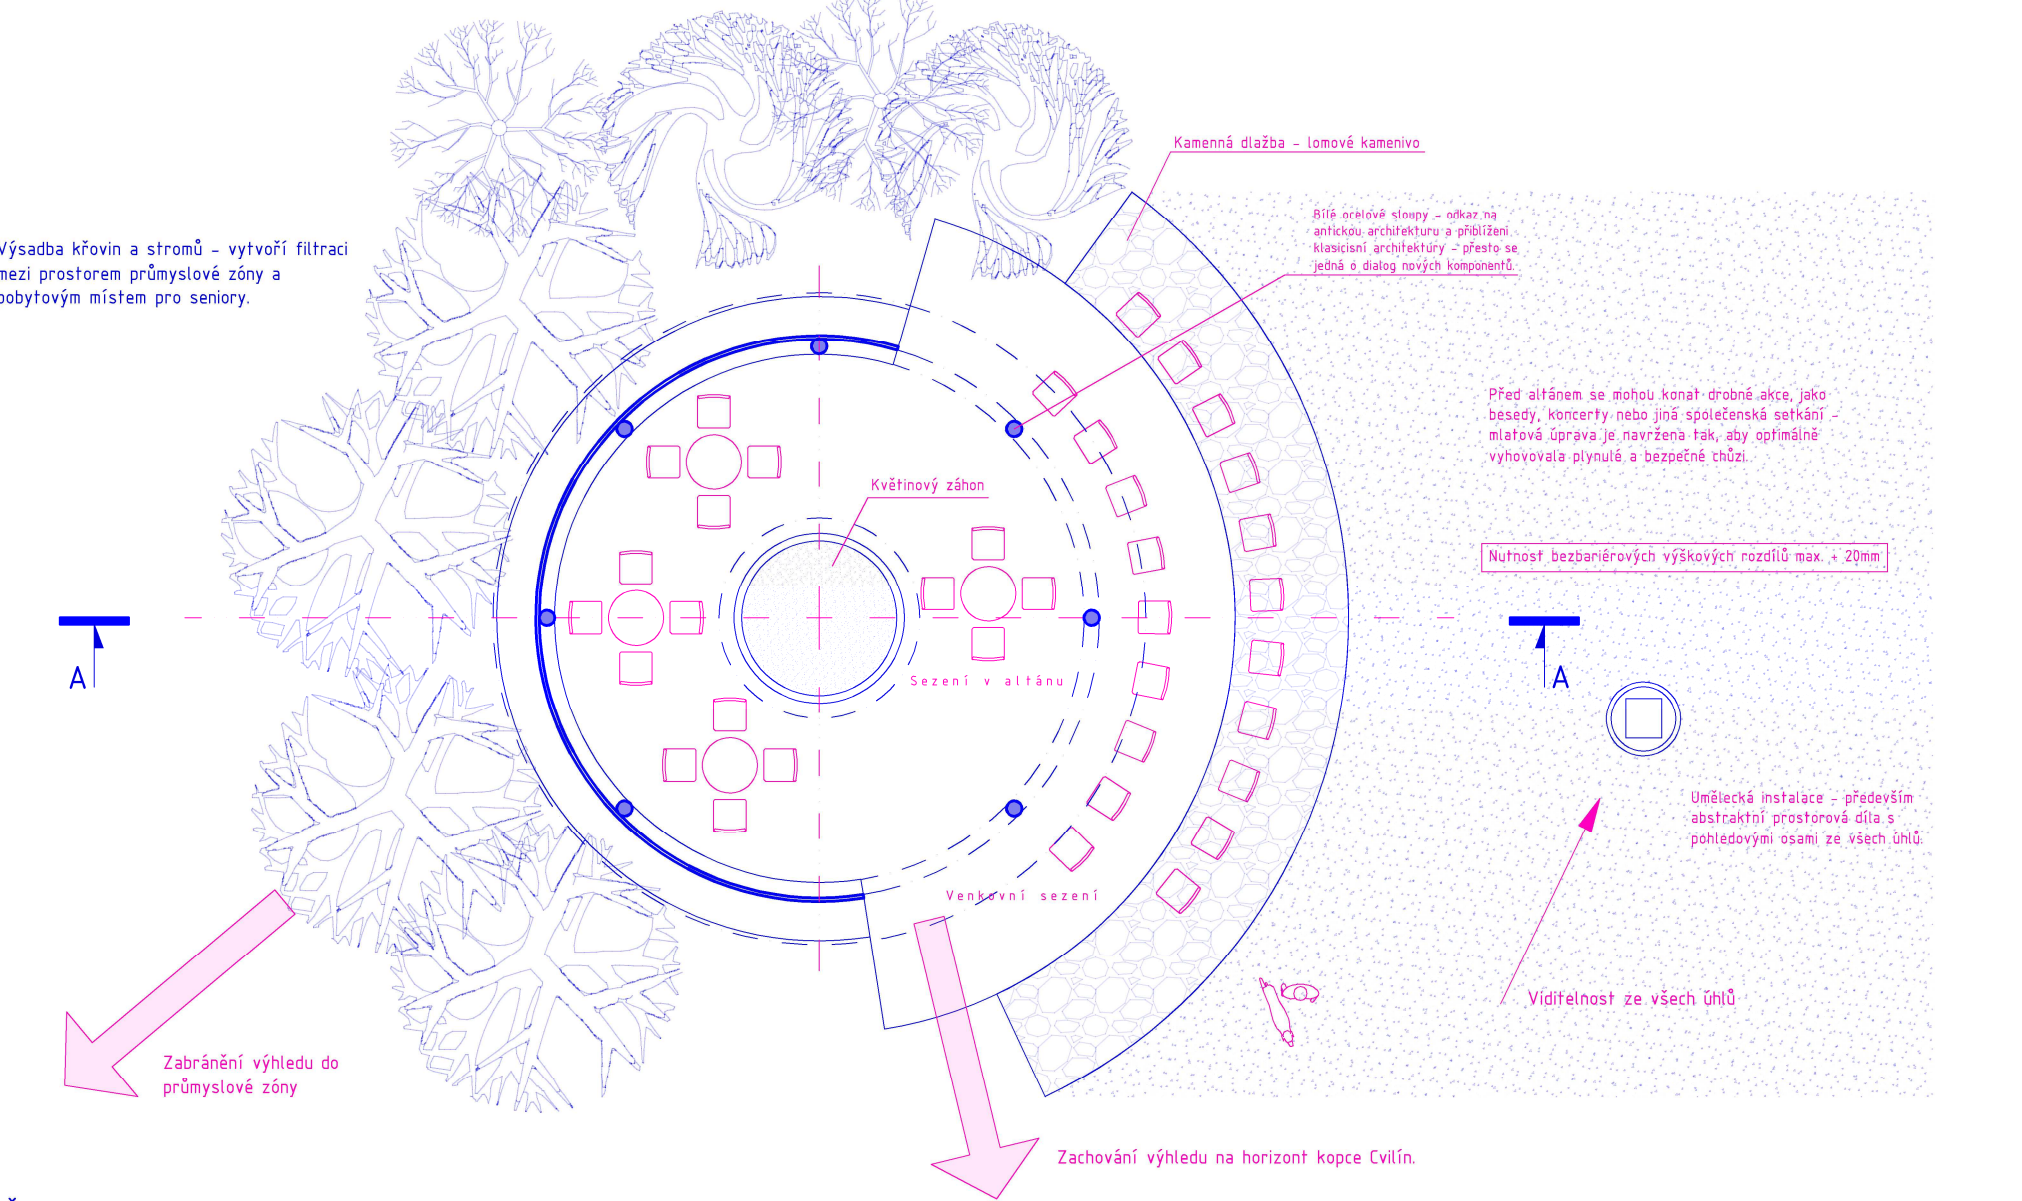 Kamenná dlažba - lomové kamenivo
Bílé ocelové sloupy - odkaz na
antickou architekturu a přiblížení
klasicisní architektúry - přesto se
jedná o dialog nových komponentů.
Výsadba křovin a stromů - vytvoří filtraci
mezi prostorem průmyslové zóny a
pobytovým místem pro seniory.
Před altánem se mohou konat drobné akce, jako
besedy, koncerty nebo jiná společenská setkání -
mlatová úprava je navržena tak, aby optimálně
vyhovovala plynulé a bezpečné chůzi.
Květinový záhon
Nutnost bezbariérových výškových rozdílů max. + 20mm
A
A
Sezení v altánu
Umělecká instalace - především
abstraktní prostorová díla s
pohledovými osami ze všech úhlů.
Venkovní sezení
Viditelnost ze všech úhlů
Zabránění výhledu do
průmyslové zóny
Zachování výhledu na horizont kopce Cvilín.